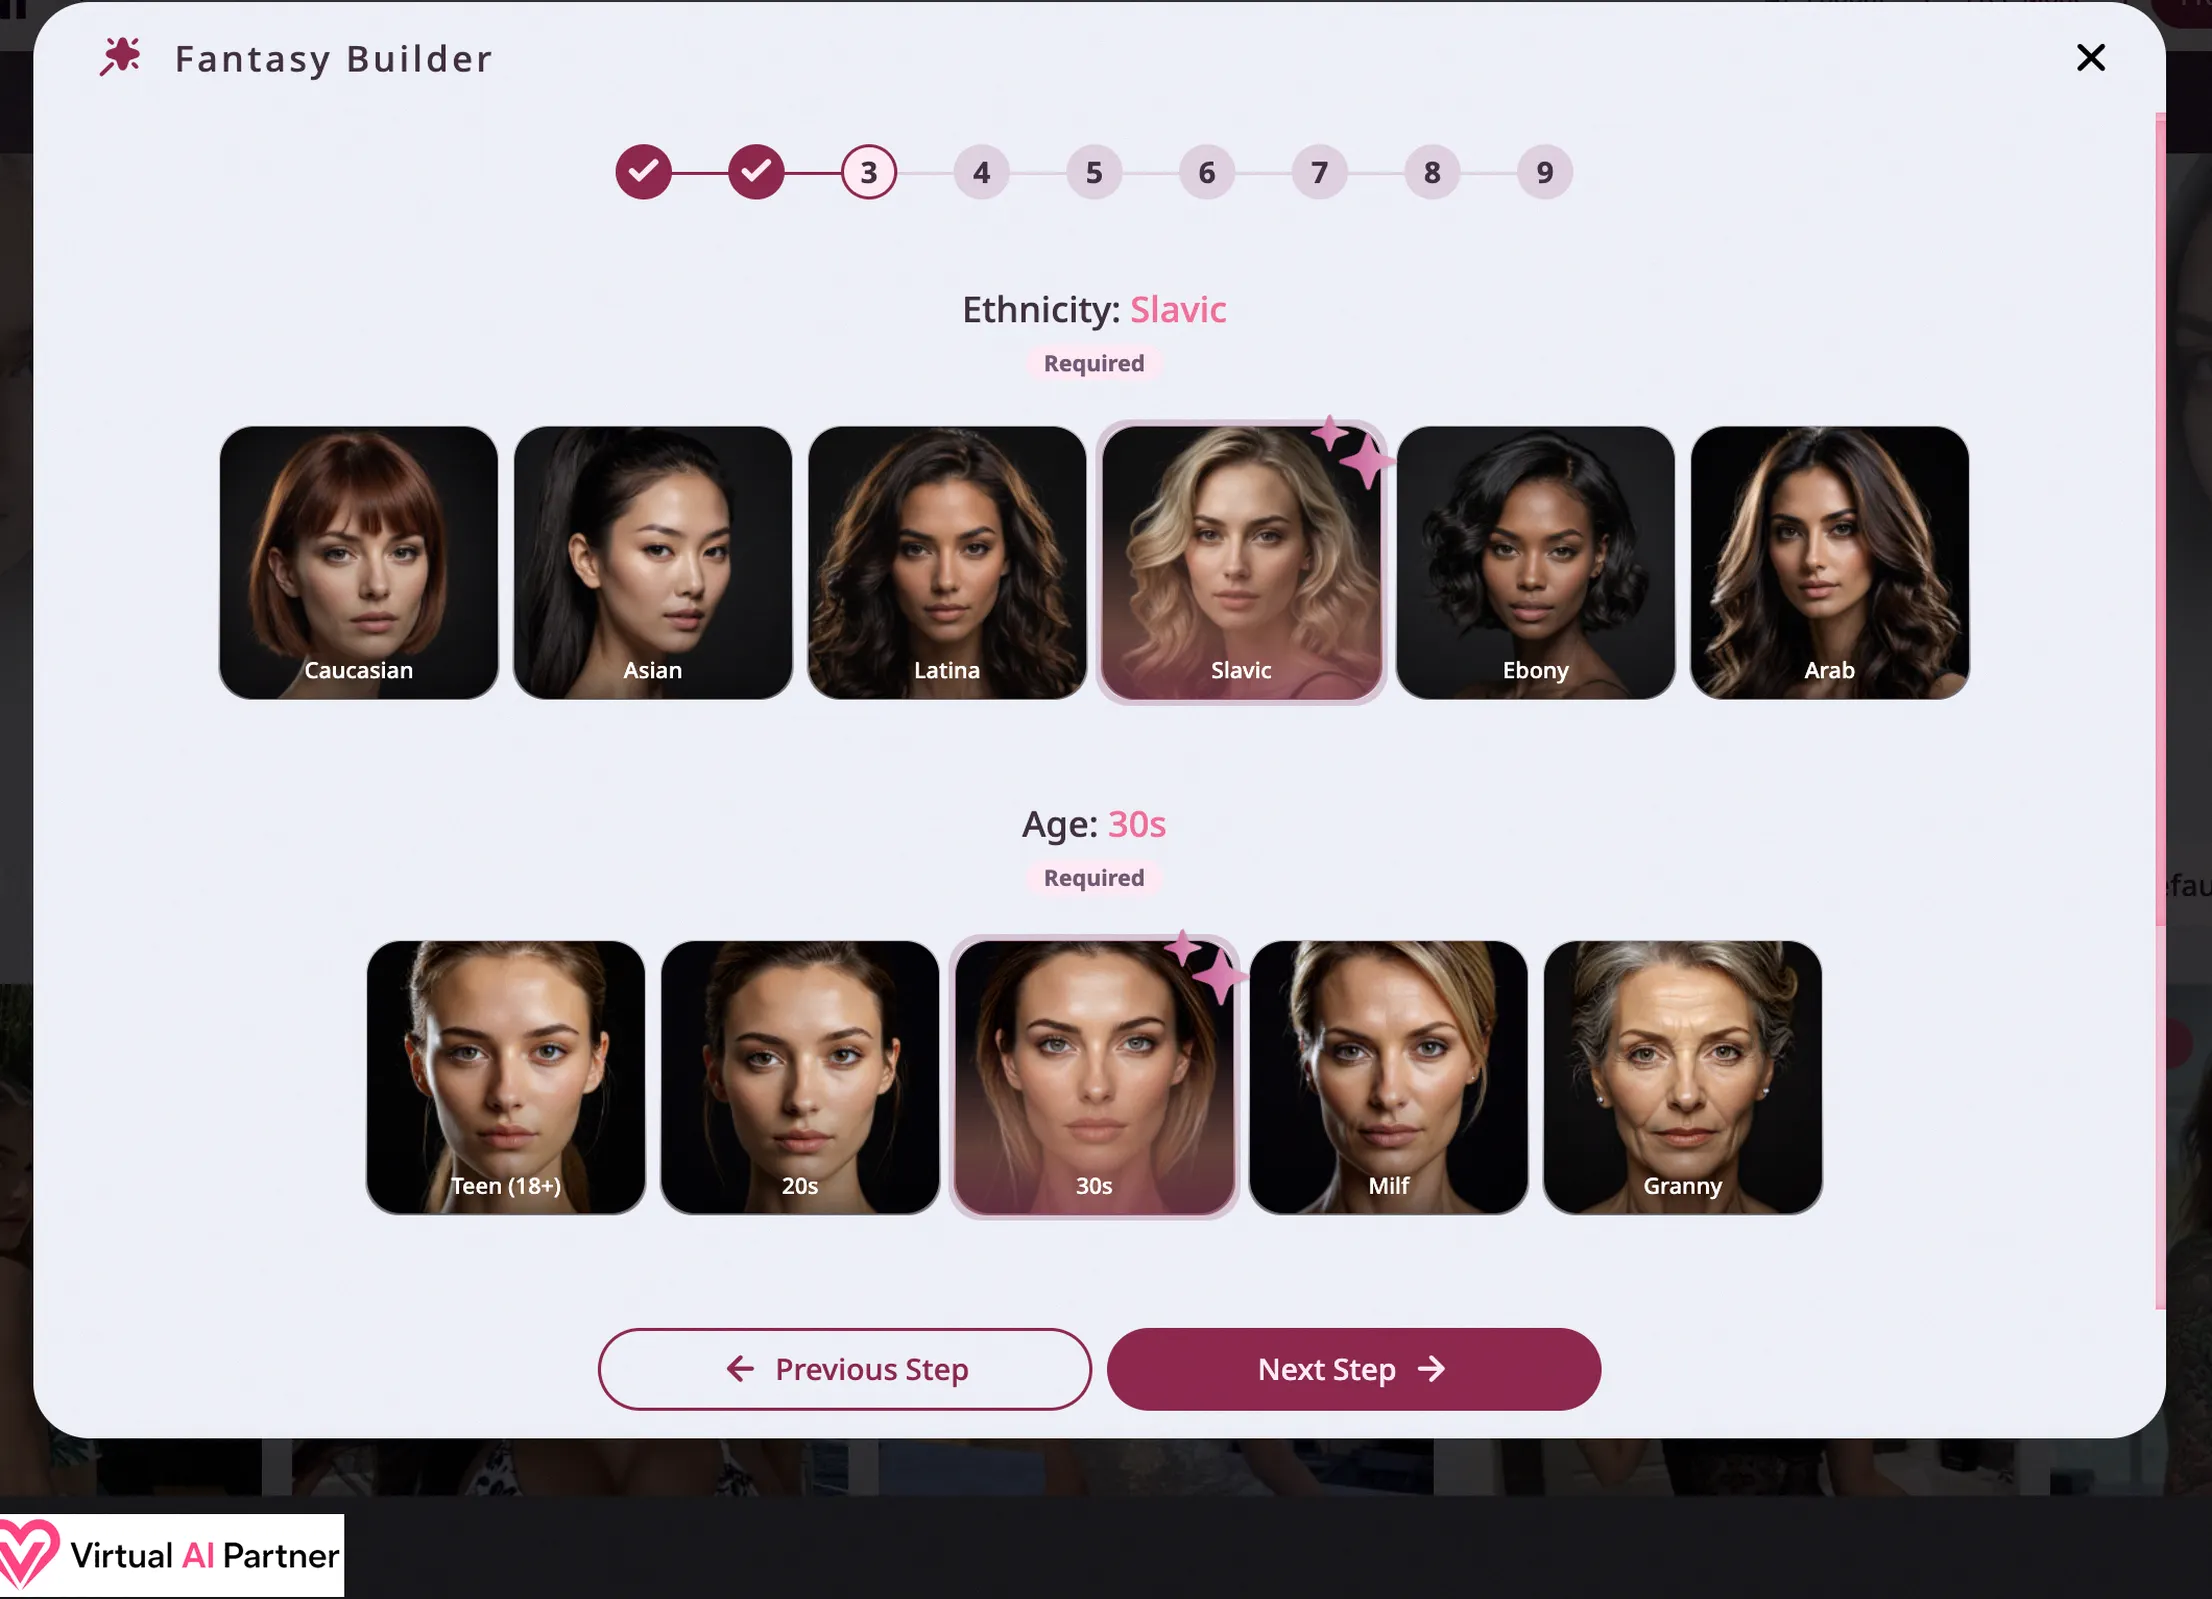 Fantasy Builder
3 4 5 6 7 8 9
Ethnicity: Slavic
Required
Caucasian Asian Latina Slavic Ebony Arab
Age: 30s
Required
Teen (18+) 20s 30s Milf Granny
Previous Step Next Step
Virtual AI Partner